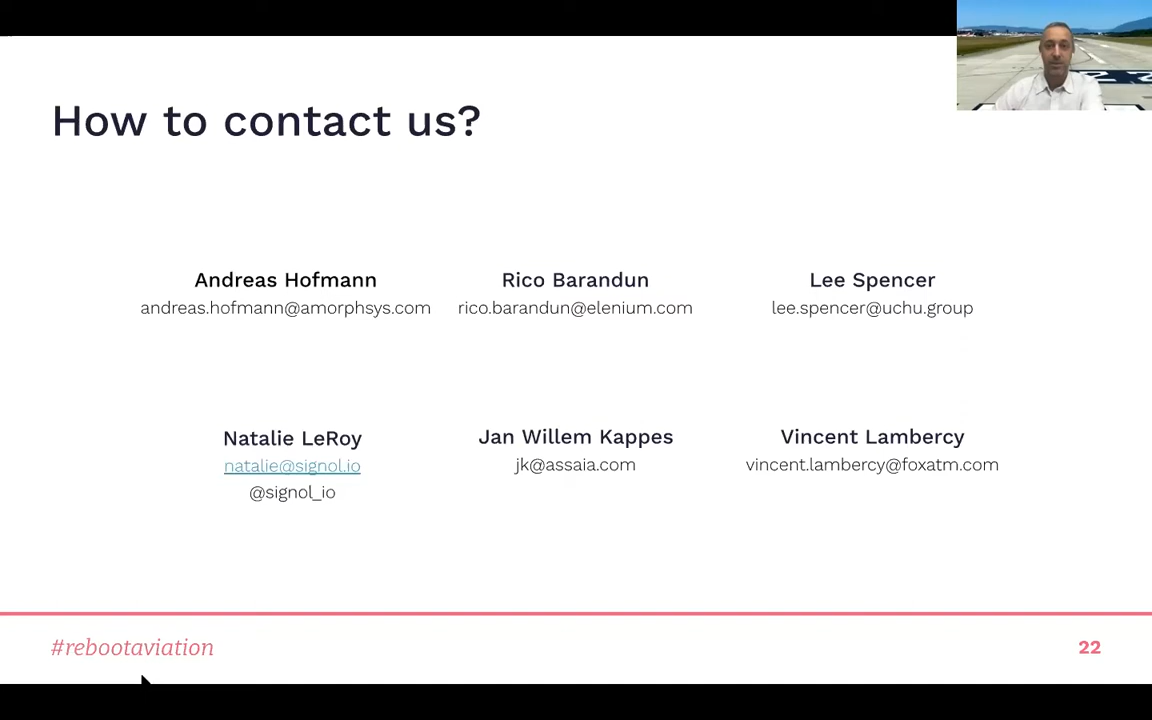 How to contact us?
Andreas Hofmann
andreas.hofmann@amorphsys.com
Rico Barandun
rico.barandun@elenium.com
Lee Spencer
lee.spencer@uchu.group
Natalie LeRoy
natalie@signol.io
@signol_io
Jan Willem Kappes
jk@assaia.com
Vincent Lambercy
vincent.lambercy@foxatm.com
#rebootaviation
22